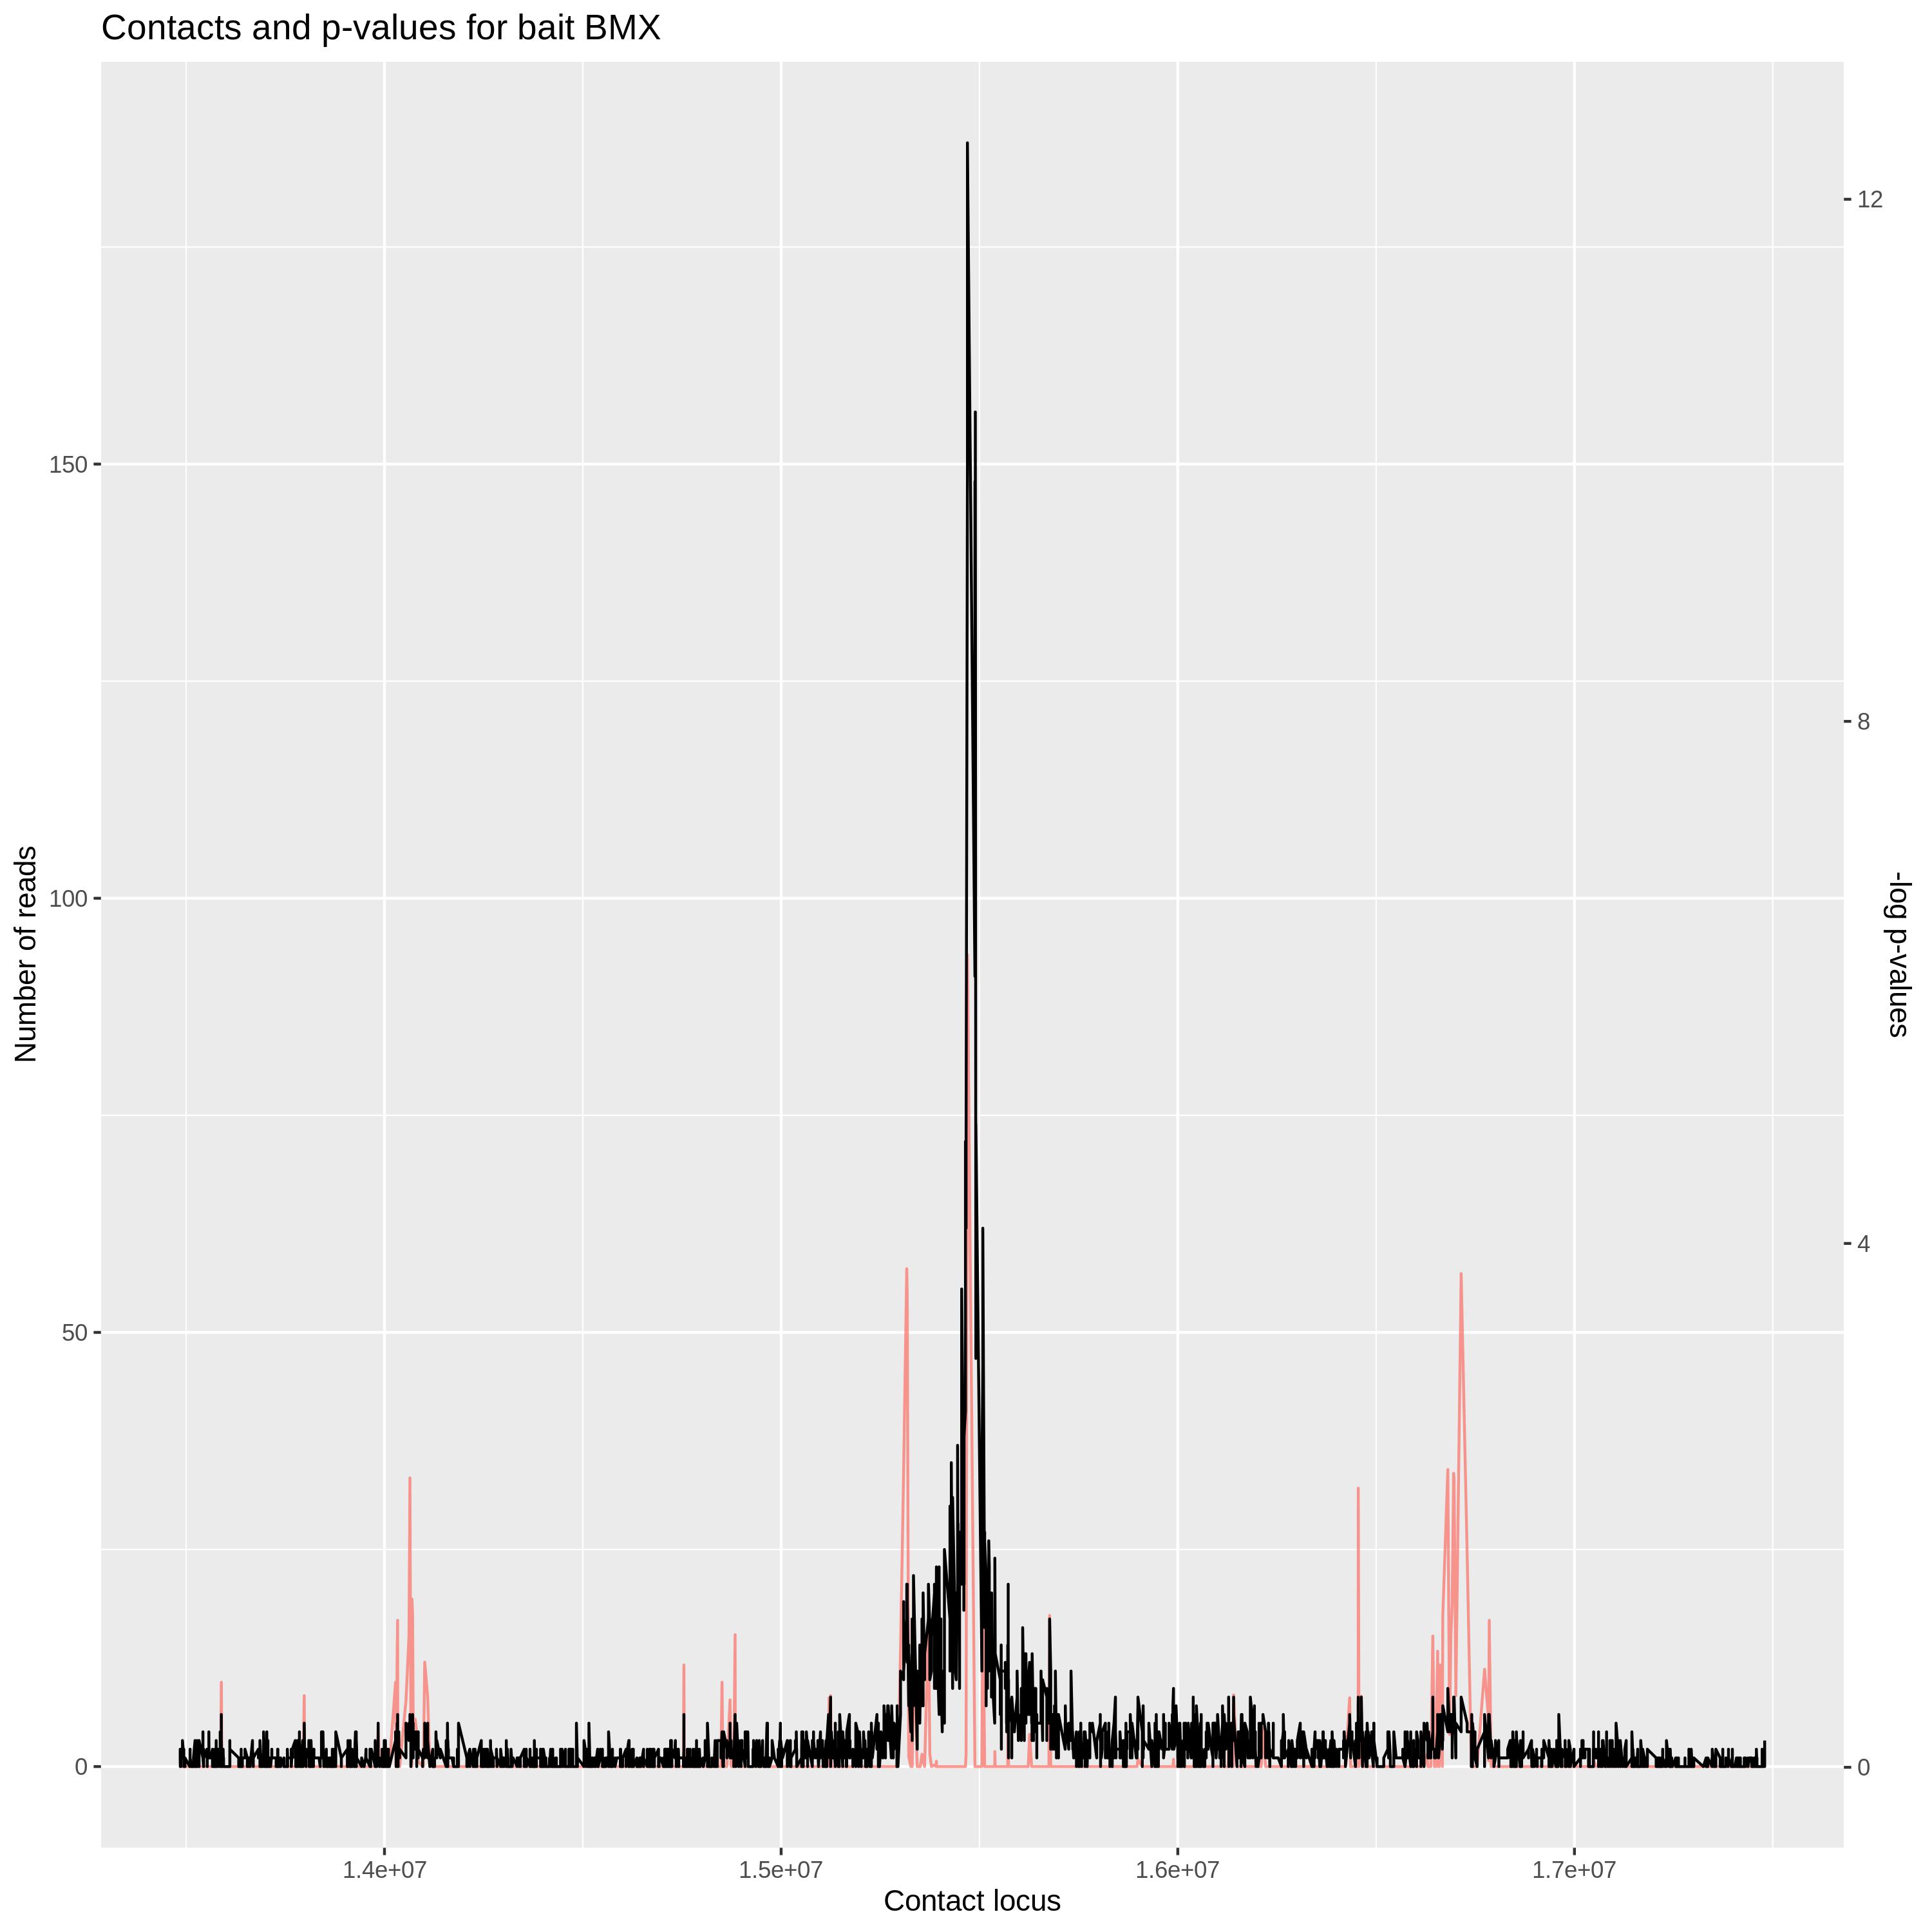 Contacts and p-values for bait BMX
150
100
50
0
Number of reads
12
8
4
0
-log p-values
1.4e+07
1.5e+07
1.6e+07
1.7e+07
Contact locus